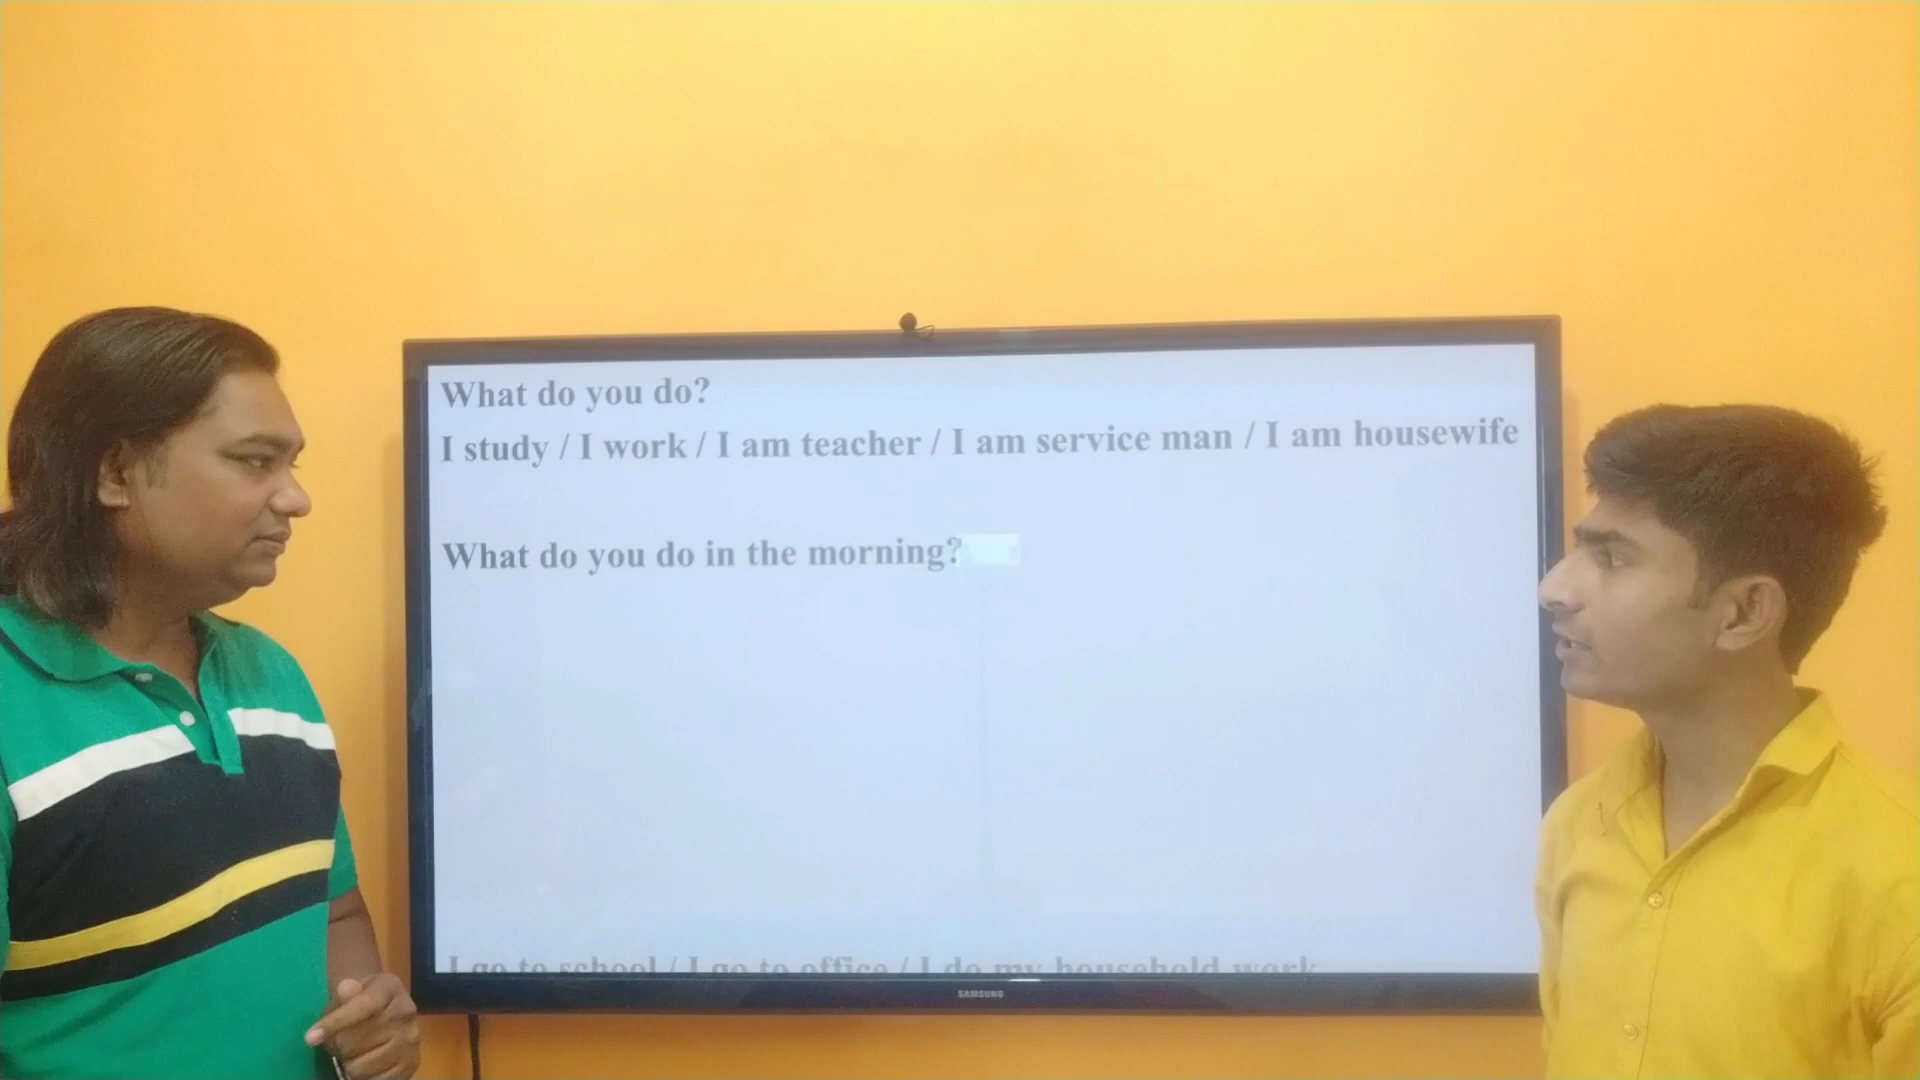 What do you do?
I study / I work / I am teacher / I am service man / I am housewife
What do you do in the morning?
I go to school / I go to office / I do my household work
SAMSUNG